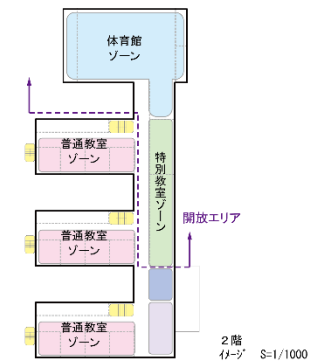 体育館
ゾーン
普通教室
ゾーン
特別教室ゾーン
開放エリア
普通教室
ゾーン
普通教室
ゾーン
2階
ｲﾒｰｼﾞ S=1/1000